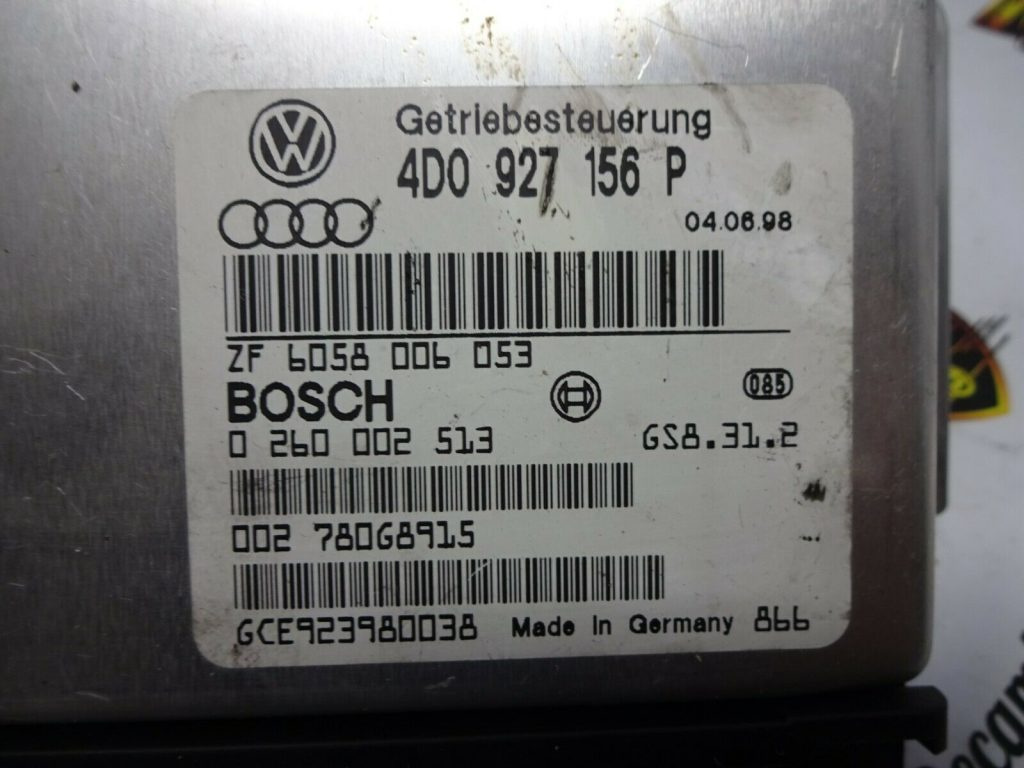 VW
Getriebesteuerung
4D0 927 156 P
04.06.98
ZF 6058 006 053
BOSCH
085
0 260 002 513 GS8.31.2
002 780G8915
GCE923980038 Made in Germany 866